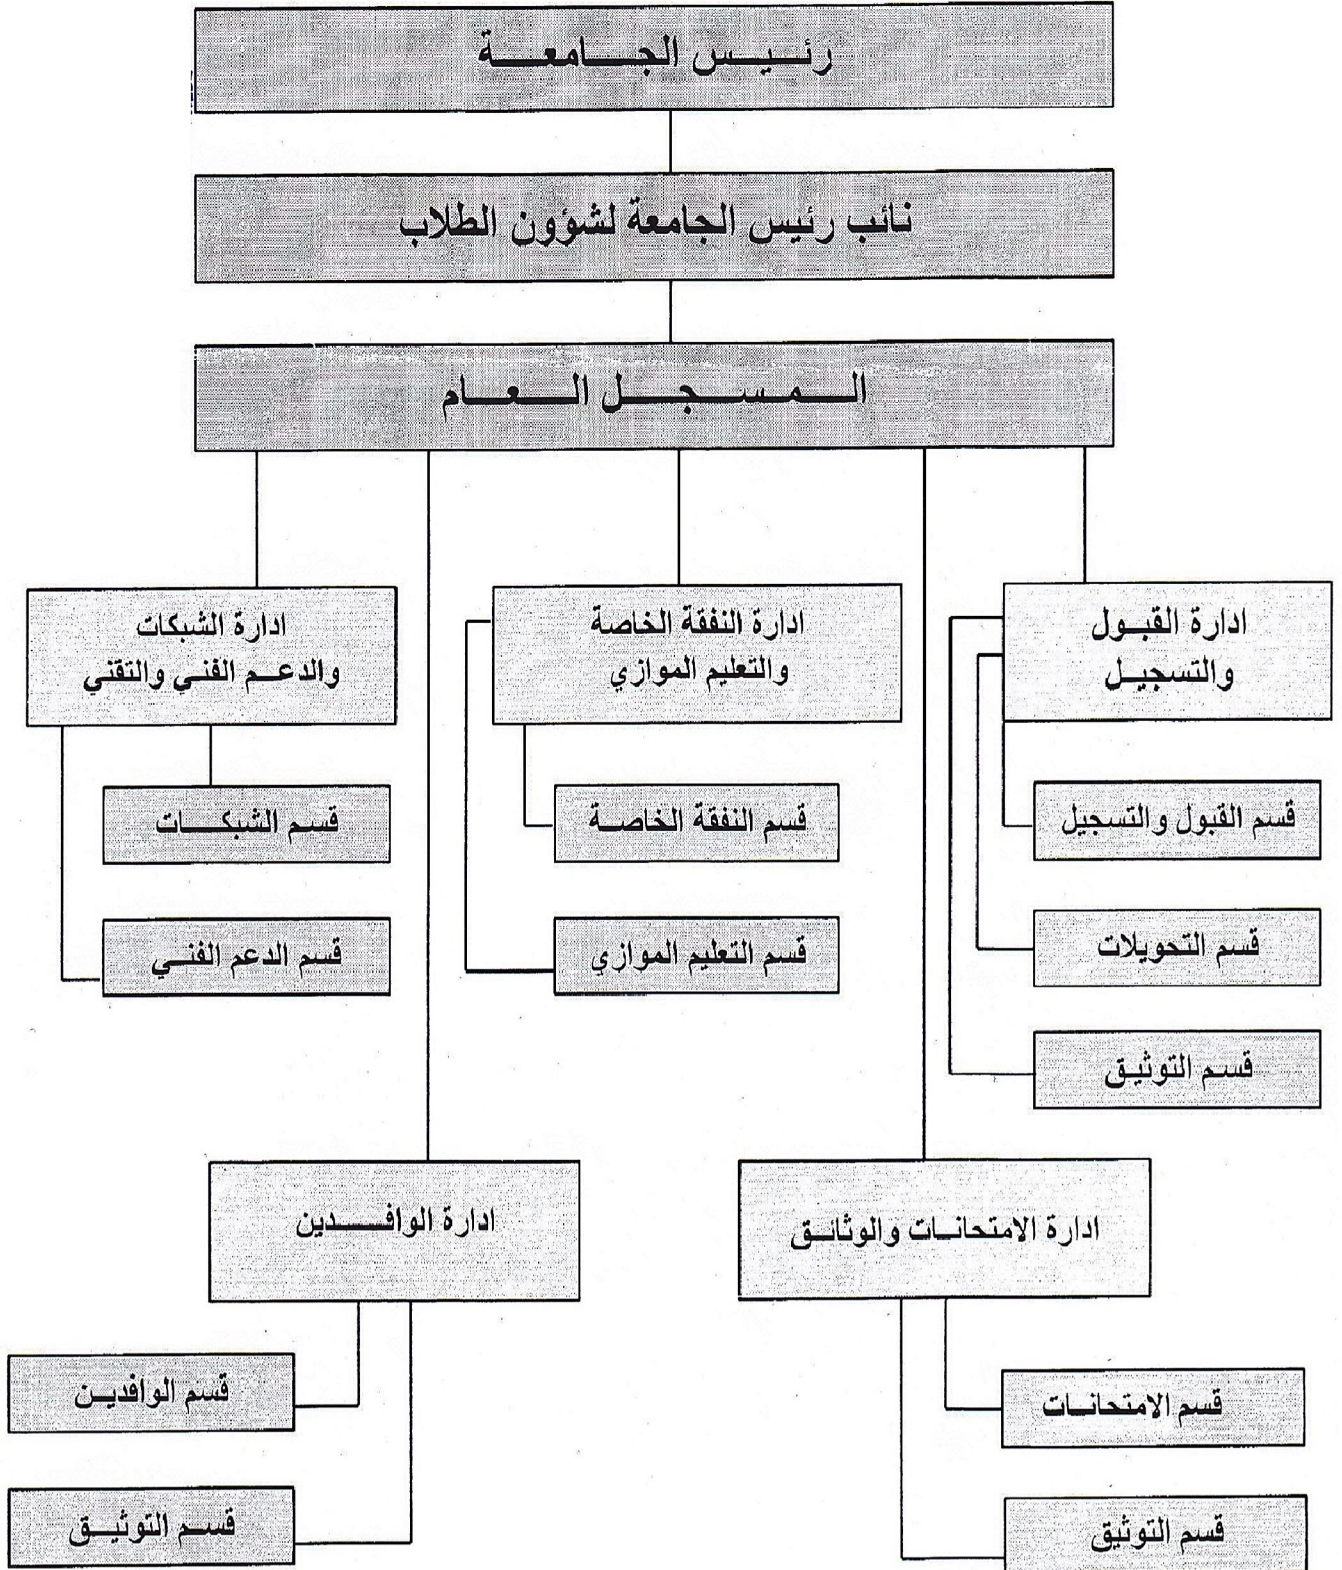 رئيس الجامعة
نائب رئيس الجامعة لشؤون الطلاب
المسجل العام
ادارة القبول
والتسجيل
ادارة النفقة الخاصة
والتعليم الموازي
ادارة الشبكات
والدعم الفني والتقني
قسم القبول والتسجيل
قسم النفقة الخاصة
قسم الشبكات
قسم التحويلات
قسم التعليم الموازي
قسم الدعم الفني
قسم التوثيق
ادارة الامتحانات والوثائق
ادارة الوافدين
قسم الامتحانات
قسم الوافدين
قسم التوثيق
قسم التوثيق